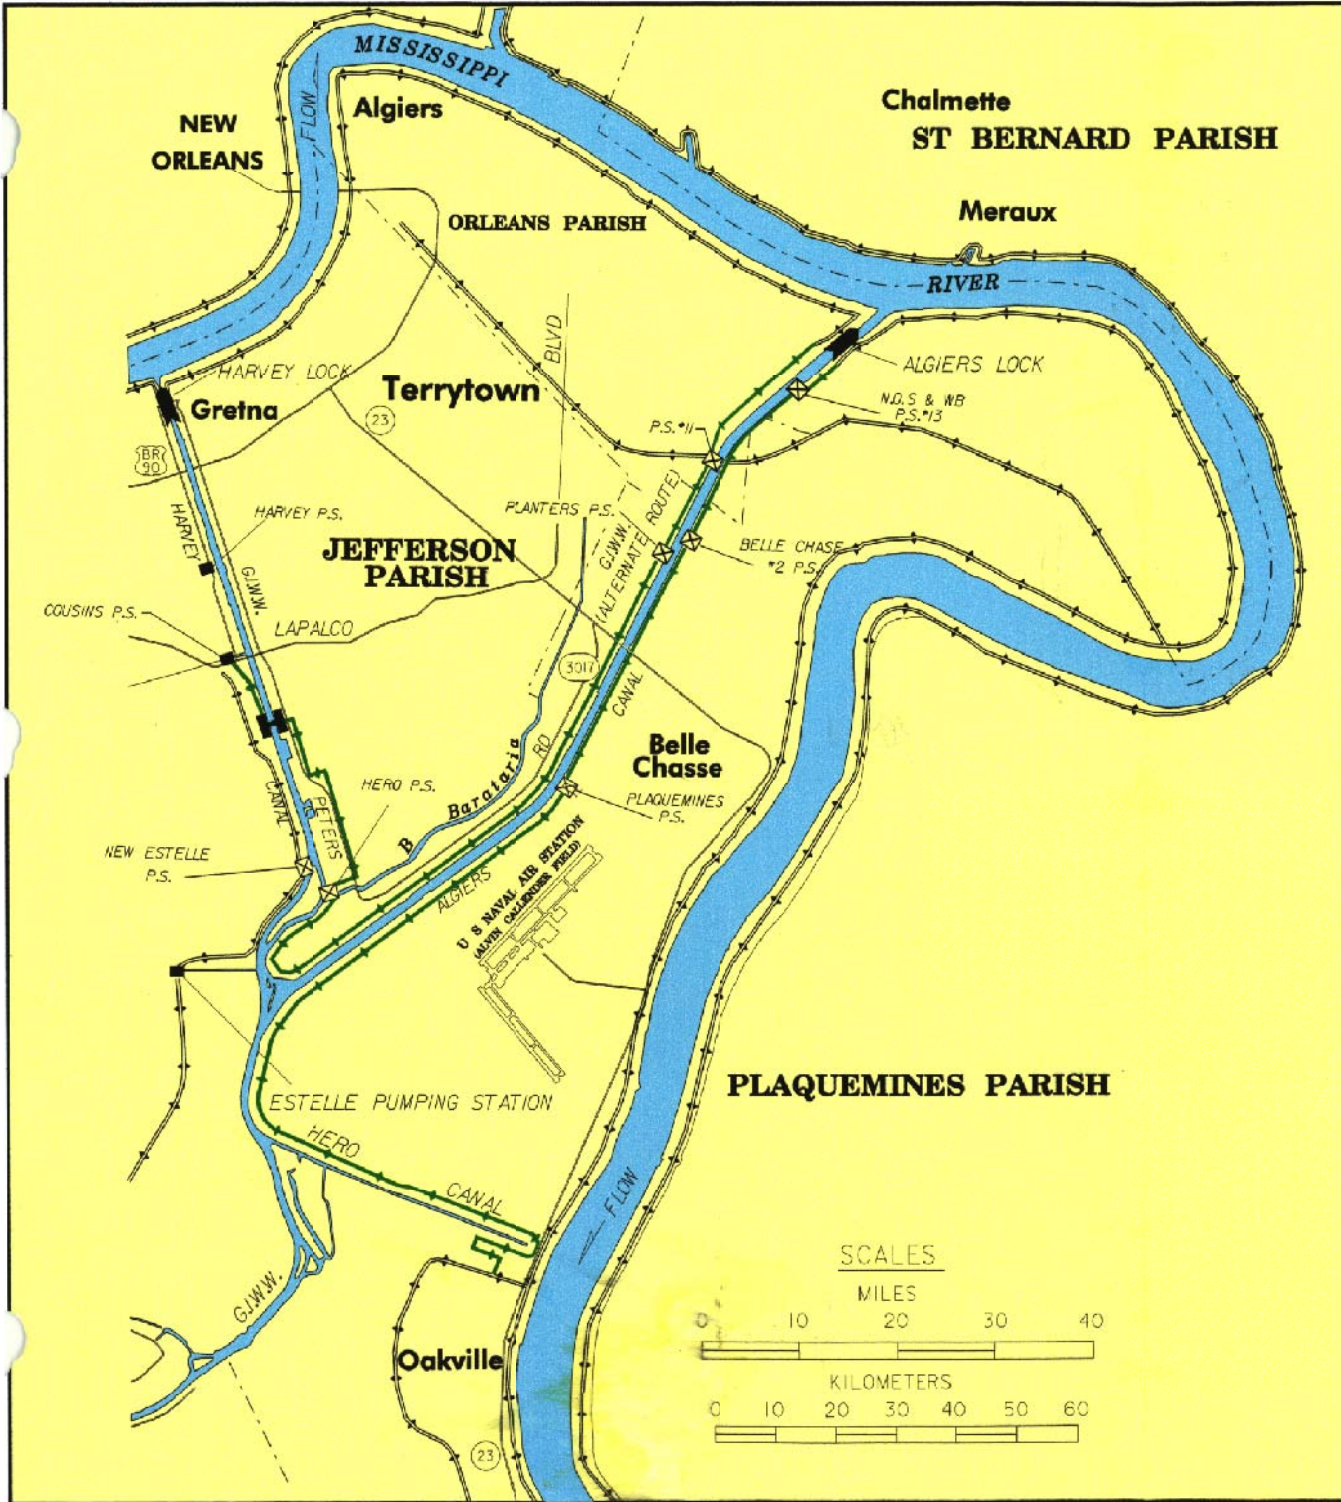 MISSISSIPPI
FLOW
Algiers
NEW
ORLEANS
Chalmette
ST BERNARD PARISH
Meraux
ORLEANS PARISH
RIVER
BLVD
HARVEY LOCK
ALGIERS LOCK
Terrytown
Gretna
23
N.O.S & WB
P.S.#13
P.S.#11
BR
90
HARVEY
HARVEY P.S.
PLANTERS P.S.
G.I.W.W.
(ALTERNATE ROUTE)
BELLE CHASE
#2 P.S.
JEFFERSON
PARISH
G.I.W.W.
COUSINS P.S.
LAPALCO
3017
CANAL
RD
B Barataria
Belle
Chasse
HERO P.S.
CANAL
PETERS
PLAQUEMINES
P.S.
NEW ESTELLE
P.S.
ALGIERS
U S NAVAL AIR STATION
(ALVIN CALLENDER FIELD)
PLAQUEMINES PARISH
ESTELLE PUMPING STATION
HERO
CANAL
FLOW
G.I.W.W.
Oakville
23
SCALES
MILES
0 10 20 30 40
KILOMETERS
0 10 20 30 40 50 60